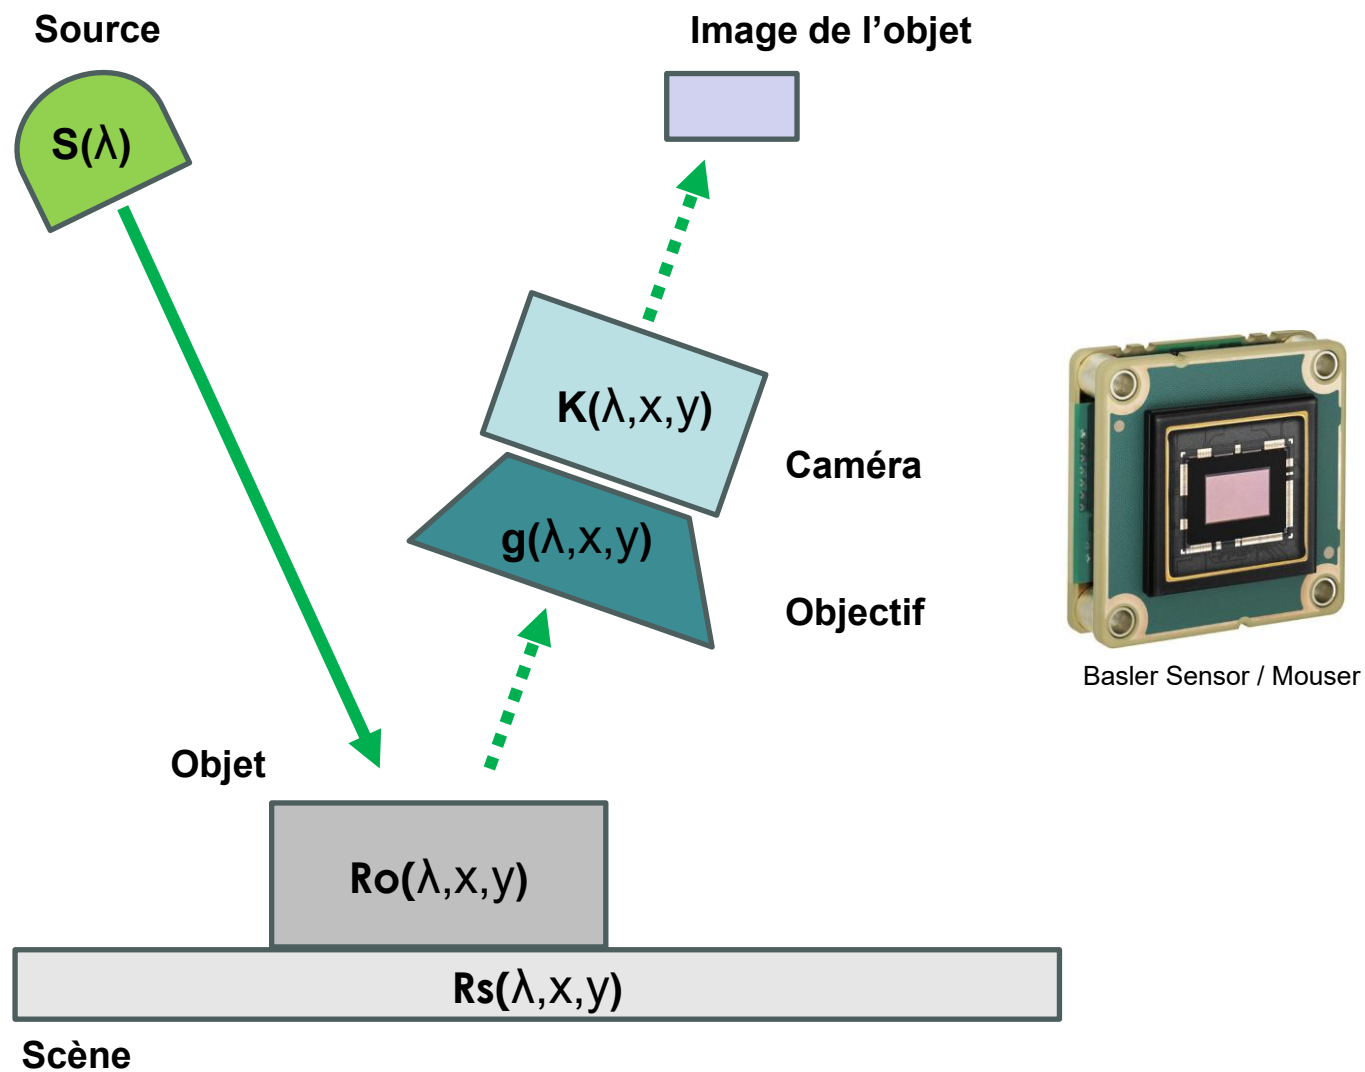 Source
Image de l’objet
S(λ)
K(λ,x,y)
Caméra
g(λ,x,y)
Objectif
Basler Sensor / Mouser
Objet
Ro(λ,x,y)
Rs(λ,x,y)
Scène